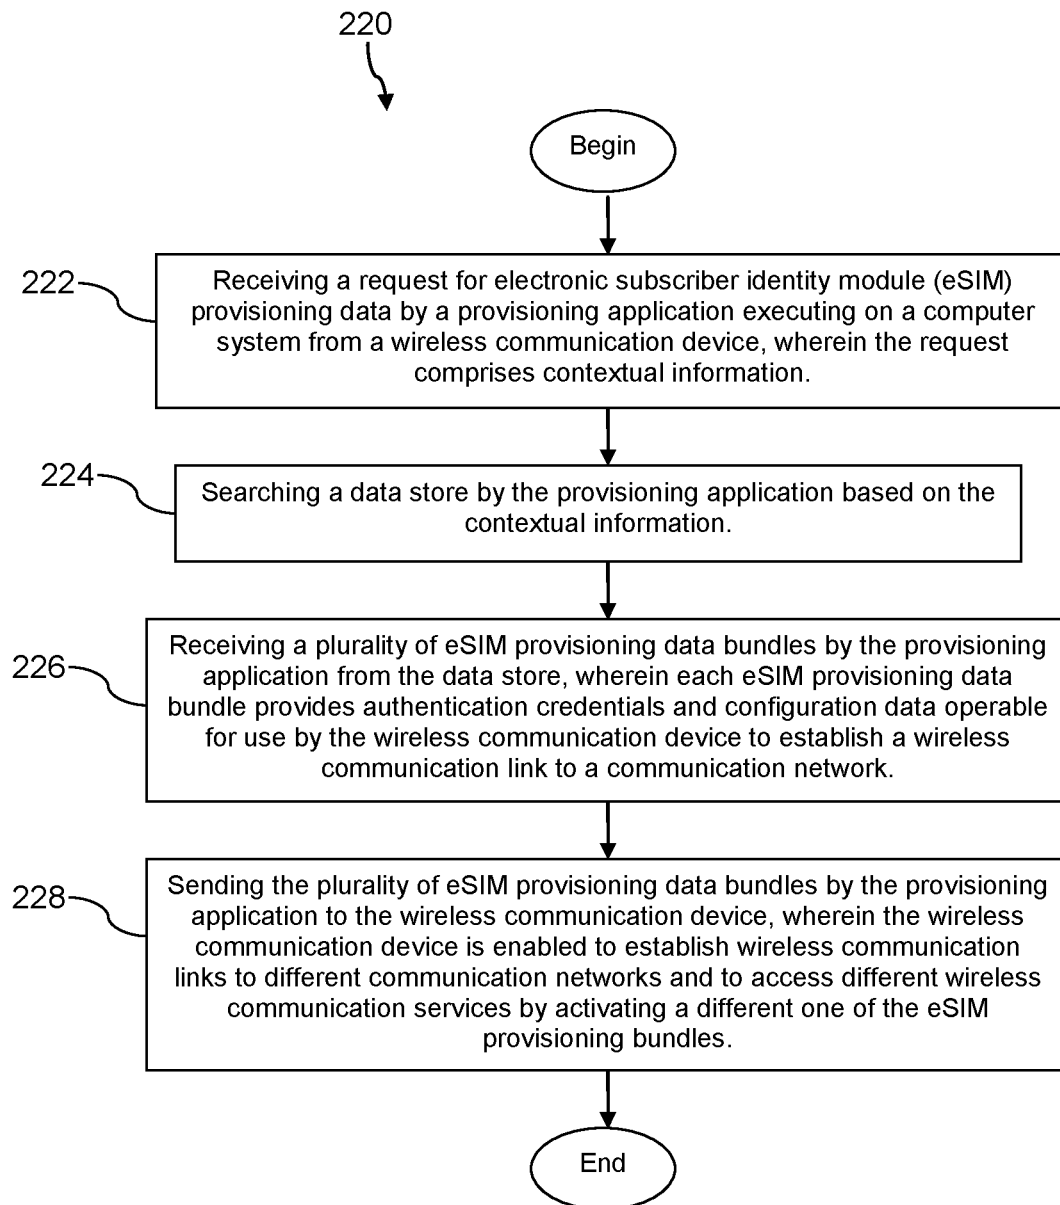 220
Begin
222
Receiving a request for electronic subscriber identity module (eSIM)
provisioning data by a provisioning application executing on a computer
system from a wireless communication device, wherein the request
comprises contextual information.
224
Searching a data store by the provisioning application based on the
contextual information.
226
Receiving a plurality of eSIM provisioning data bundles by the provisioning
application from the data store, wherein each eSIM provisioning data
bundle provides authentication credentials and configuration data operable
for use by the wireless communication device to establish a wireless
communication link to a communication network.
228
Sending the plurality of eSIM provisioning data bundles by the provisioning
application to the wireless communication device, wherein the wireless
communication device is enabled to establish wireless communication
links to different communication networks and to access different wireless
communication services by activating a different one of the eSIM
provisioning bundles.
End